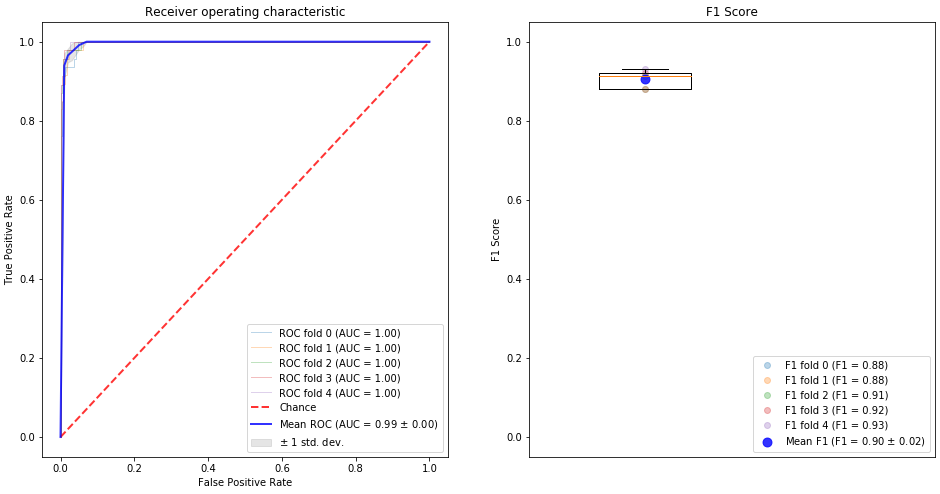 Receiver operating characteristic
True Positive Rate
1.0
0.8
0.6
0.4
0.2
0.0
0.0 0.2 0.4 0.6 0.8 1.0
False Positive Rate
ROC fold 0 (AUC = 1.00)
ROC fold 1 (AUC = 1.00)
ROC fold 2 (AUC = 1.00)
ROC fold 3 (AUC = 1.00)
ROC fold 4 (AUC = 1.00)
Chance
Mean ROC (AUC = 0.99 ± 0.00)
± 1 std. dev.
F1 Score
F1 Score
1.0
0.8
0.6
0.4
0.2
0.0
F1 fold 0 (F1 = 0.88)
F1 fold 1 (F1 = 0.88)
F1 fold 2 (F1 = 0.91)
F1 fold 3 (F1 = 0.92)
F1 fold 4 (F1 = 0.93)
Mean F1 (F1 = 0.90 ± 0.02)